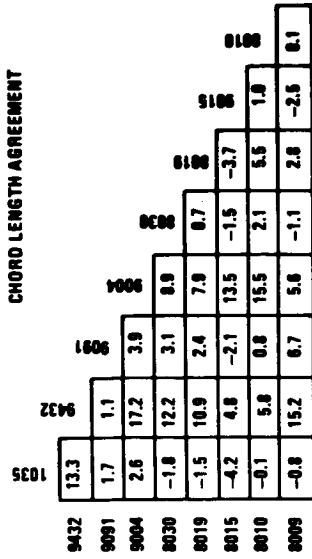 CHORD LENGTH AGREEMENT
1035
9432 13.3 9432
9091 1.7 1.1 9091
9004 2.6 17.2 3.9 9004
8030 -1.8 12.2 3.1 8.9 8030
8019 -1.5 10.9 2.4 7.9 0.7 8019
8015 -4.2 4.8 -2.1 13.5 -1.5 -3.7 8015
8010 -0.1 5.8 0.8 15.5 2.1 5.5 1.0 8010
8009 -0.8 15.2 6.7 5.6 -1.1 2.8 -2.5 0.1